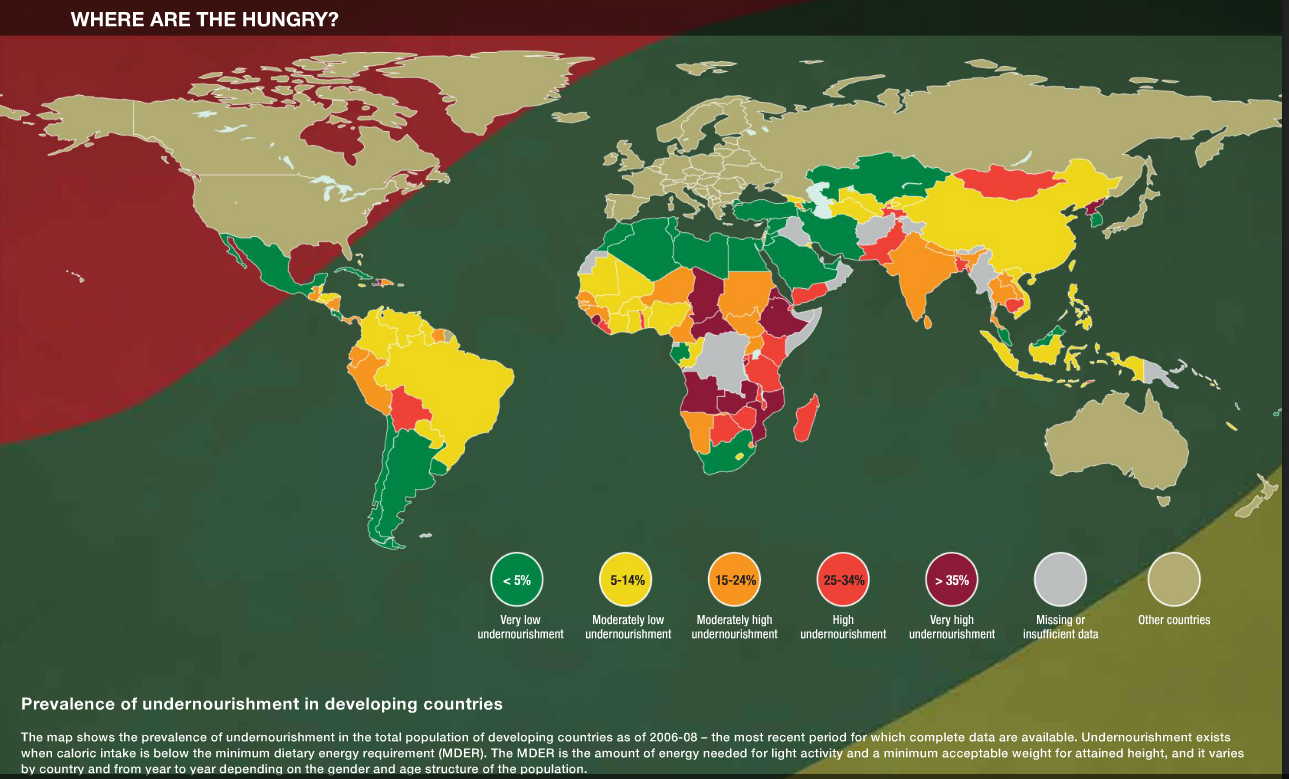 WHERE ARE THE HUNGRY?
< 5%
5-14%
15-24%
25-34%
> 35%
Very low
undernourishment
Moderately low
undernourishment
Moderately high
undernourishment
High
undernourishment
Very high
undernourishment
Missing or
insufficient data
Other countries
Prevalence of undernourishment in developing countries
The map shows the prevalence of undernourishment in the total population of developing countries as of 2006-08 – the most recent period for which complete data are available. Undernourishment exists
when caloric intake is below the minimum dietary energy requirement (MDER). The MDER is the amount of energy needed for light activity and a minimum acceptable weight for attained height, and it varies
by country and from year to year depending on the gender and age structure of the population.